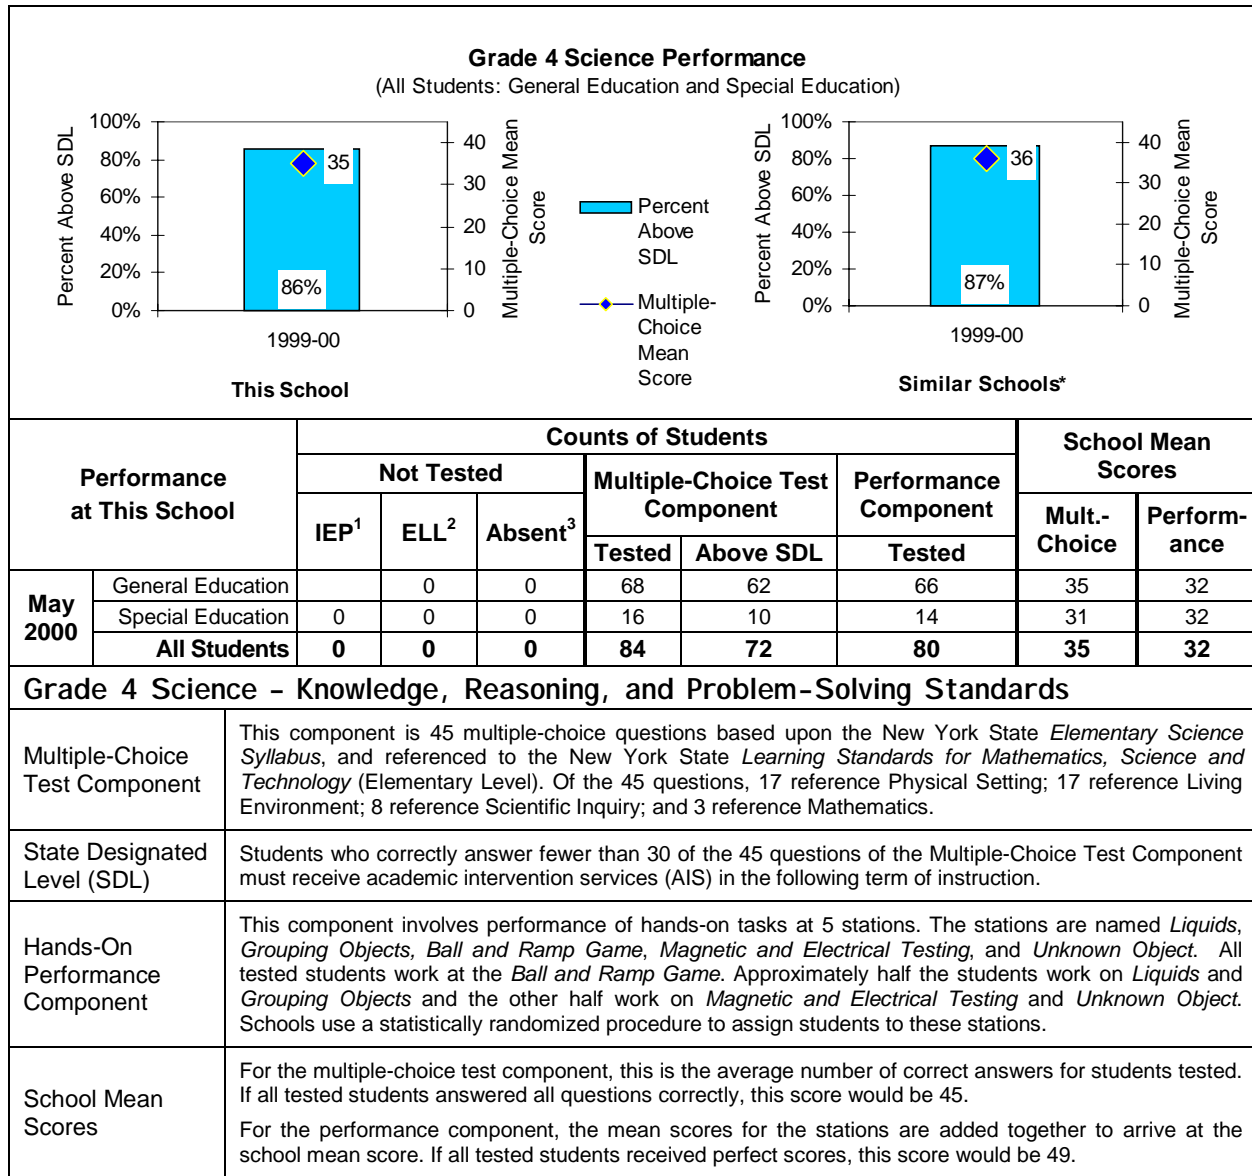 Grade 4 Science Performance
(All Students: General Education and Special Education)
Percent Above SDL
100%
80%
60%
40%
20%
0%
35
86%
40
30
20
10
0
Multiple-Choice Mean
Score
1999-00
This School
Percent
Above
SDL
Multiple-
Choice
Mean
Score
Percent Above SDL
100%
80%
60%
40%
20%
0%
36
87%
40
30
20
10
0
Multiple-Choice Mean
Score
1999-00
Similar Schools*
Performance
at This School
Counts of Students
School Mean
Scores
Not Tested
Multiple-Choice Test
Component
Performance
Component
IEP1
ELL2
Absent3
Mult.-
Choice
Perform-
ance
Tested Above SDL Tested
May
2000
General Education 0 0 68 62 66 35 32
Special Education 0 0 0 16 10 14 31 32
All Students 0 0 0 84 72 80 35 32
Grade 4 Science – Knowledge, Reasoning, and Problem-Solving Standards
Multiple-Choice
Test Component
This component is 45 multiple-choice questions based upon the New York State Elementary Science
Syllabus, and referenced to the New York State Learning Standards for Mathematics, Science and
Technology (Elementary Level). Of the 45 questions, 17 reference Physical Setting; 17 reference Living
Environment; 8 reference Scientific Inquiry; and 3 reference Mathematics.
State Designated
Level (SDL)
Students who correctly answer fewer than 30 of the 45 questions of the Multiple-Choice Test Component
must receive academic intervention services (AIS) in the following term of instruction.
Hands-On
Performance
Component
This component involves performance of hands-on tasks at 5 stations. The stations are named Liquids,
Grouping Objects, Ball and Ramp Game, Magnetic and Electrical Testing, and Unknown Object. All
tested students work at the Ball and Ramp Game. Approximately half the students work on Liquids and
Grouping Objects and the other half work on Magnetic and Electrical Testing and Unknown Object.
Schools use a statistically randomized procedure to assign students to these stations.
School Mean
Scores
For the multiple-choice test component, this is the average number of correct answers for students tested.
If all tested students answered all questions correctly, this score would be 45.
For the performance component, the mean scores for the stations are added together to arrive at the
school mean score. If all tested students received perfect scores, this score would be 49.